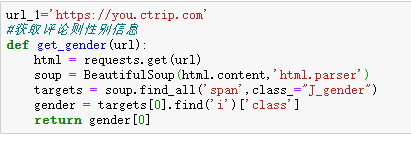 url_1='https://you.ctrip.com'
#获取评论则性别信息
def get_gender(url):
    html = requests.get(url)
    soup = BeautifulSoup(html.content,'html.parser')
    targets = soup.find_all('span',class_="J_gender")
    gender = targets[0].find('i')['class']
    return gender[0]